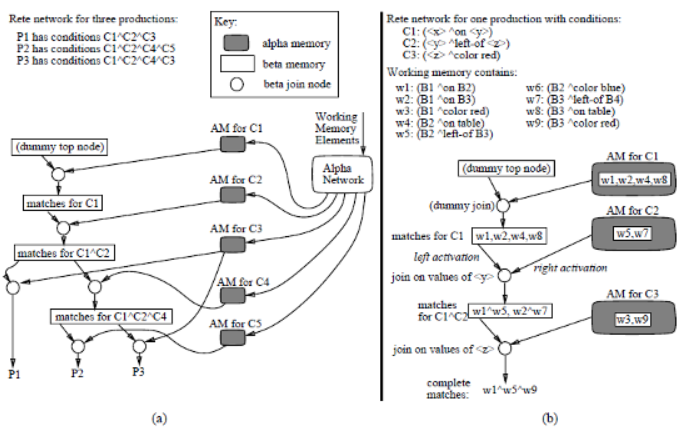 Rete network for three productions:
P1 has conditions C1^C2^C3
P2 has conditions C1^C2^C4^C5
P3 has conditions C1^C2^C4^C3
Key:
alpha memory
beta memory
beta join node
Working
Memory
Elements
Alpha
Network
(dummy top node)
AM for C1
matches for C1
AM for C2
AM for C3
matches for C1^C2
AM for C4
matches for C1^C2^C4
AM for C5
P1
P2
P3
(a)
Rete network for one production with conditions:
C1: (<x> ^on <y>)
C2: (<y> ^left-of <z>)
C3: (<z> ^color red)
Working memory contains:
w1: (B1 ^on B2)
w2: (B1 ^on B3)
w3: (B1 ^color red)
w4: (B2 ^on table)
w5: (B2 ^left-of B3)
w6: (B2 ^color blue)
w7: (B3 ^left-of B4)
w8: (B3 ^on table)
w9: (B3 ^color red)
(dummy top node)
AM for C1
w1,w2,w4,w8
(dummy join)
matches for C1
w1,w2,w4,w8
AM for C2
w5,w7
left activation
right activation
join on values of <y>
matches
for C1^C2
w1^w5, w2^w7
AM for C3
w3,w9
join on values of <z>
complete
matches:
w1^w5^w9
(b)